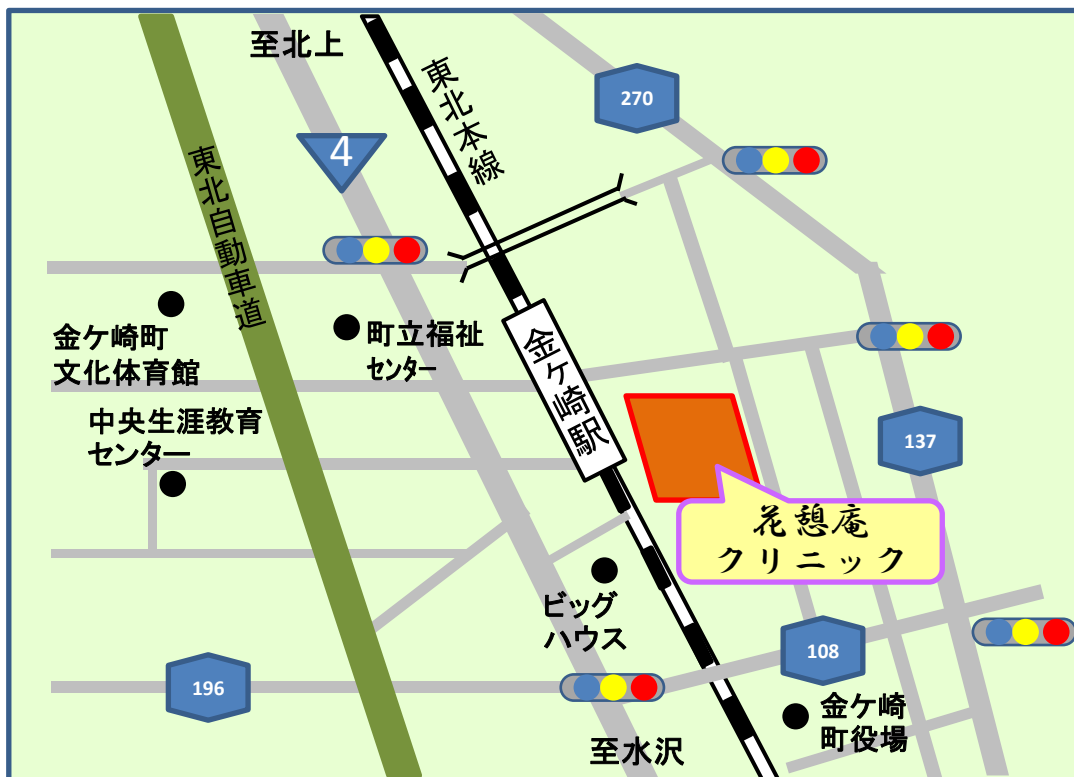 至北上
東北本線
270
4
東北自動車道
金ケ崎町
文化体育館
町立福祉
センター
金ケ崎駅
中央生涯教育
センター
137
花憩庵
クリニック
ビッグ
ハウス
108
196
金ケ崎
町役場
至水沢